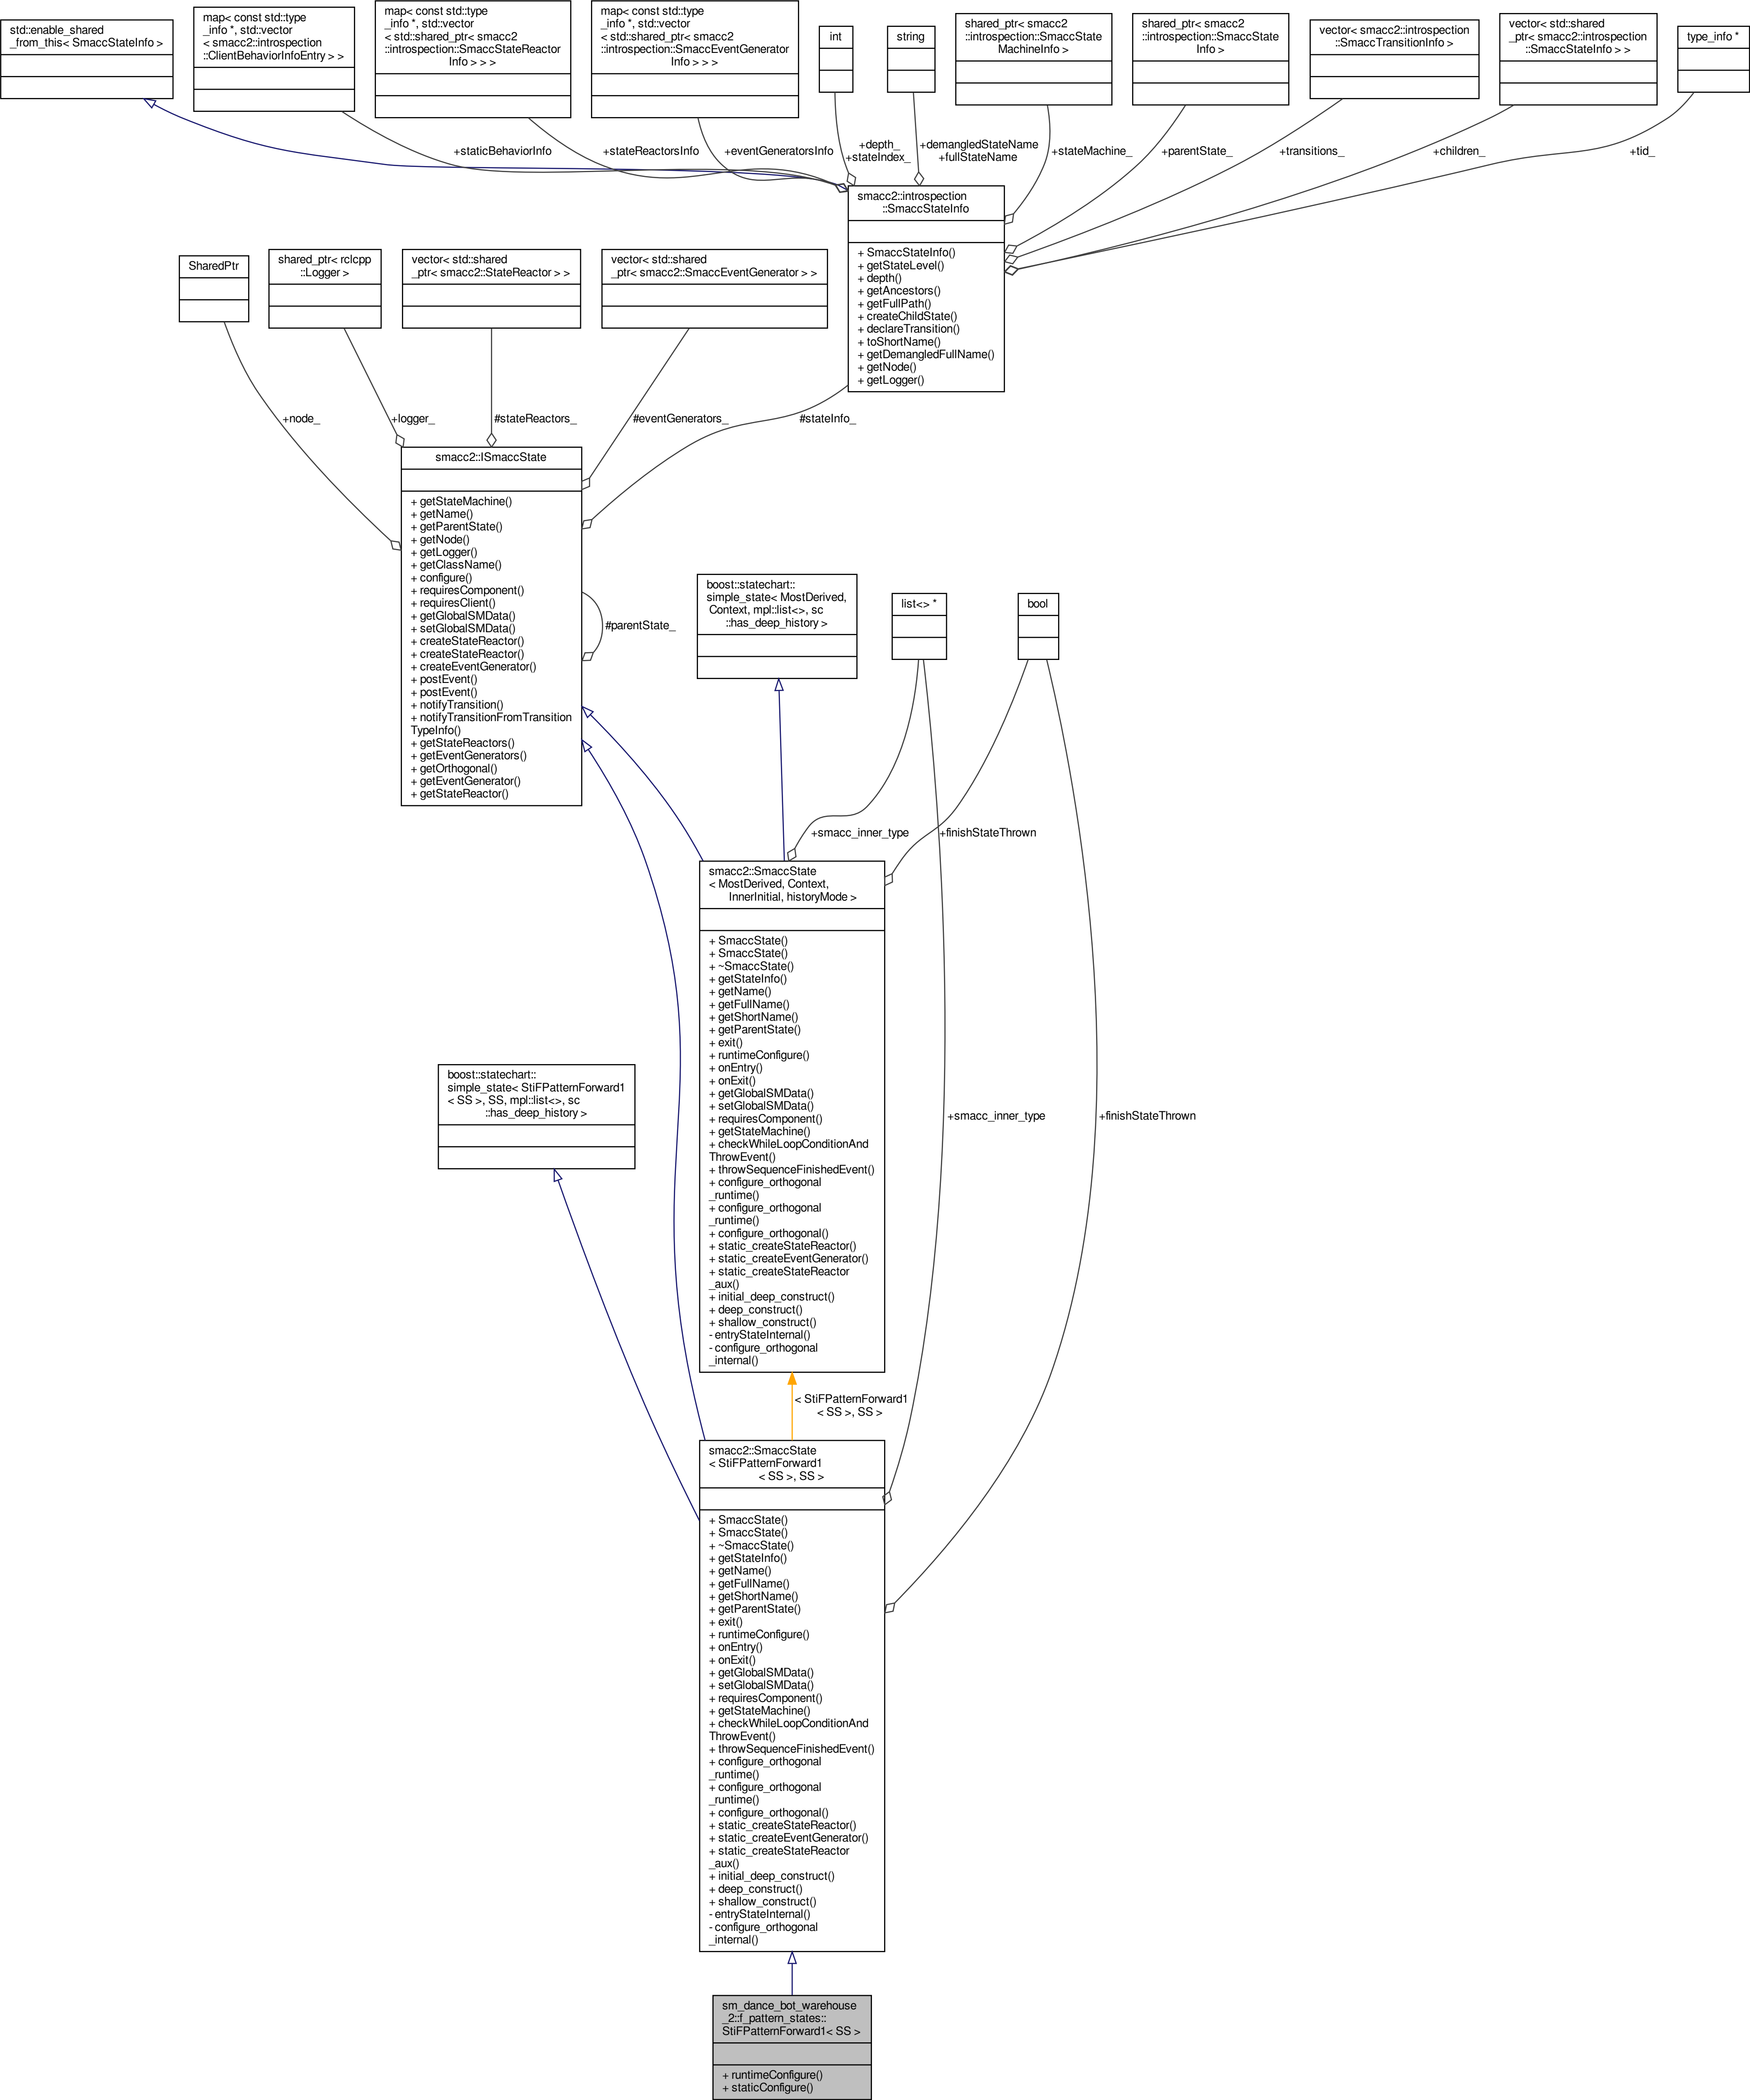 std::enable_shared
_from_this< SmaccStateInfo >
map< const std::type
_info *, std::vector
< smacc2::introspection
::ClientBehaviorInfoEntry > >
map< const std::type
_info *, std::vector
< std::shared_ptr< smacc2
::introspection::SmaccStateReactor
Info > > >
map< const std::type
_info *, std::vector
< std::shared_ptr< smacc2
::introspection::SmaccEventGenerator
Info > > >
int
string
shared_ptr< smacc2
::introspection::SmaccState
MachineInfo >
shared_ptr< smacc2
::introspection::SmaccState
Info >
vector< smacc2::introspection
::SmaccTransitionInfo >
vector< std::shared
_ptr< smacc2::introspection
::SmaccStateInfo > >
type_info *
+staticBehaviorInfo
+stateReactorsInfo
+eventGeneratorsInfo
+depth_
+stateIndex_
+demangledStateName
+fullStateName
+stateMachine_
+parentState_
+transitions_
+children_
+tid_
smacc2::introspection
::SmaccStateInfo
+ SmaccStateInfo()
+ getStateLevel()
+ depth()
+ getAncestors()
+ getFullPath()
+ createChildState()
+ declareTransition()
+ toShortName()
+ getDemangledFullName()
+ getNode()
+ getLogger()
SharedPtr
shared_ptr< rclcpp
::Logger >
vector< std::shared
_ptr< smacc2::StateReactor > >
vector< std::shared
_ptr< smacc2::SmaccEventGenerator > >
+node_
+logger_
#stateReactors_
#eventGenerators_
#stateInfo_
smacc2::ISmaccState
+ getStateMachine()
+ getName()
+ getParentState()
+ getNode()
+ getLogger()
+ getClassName()
+ configure()
+ requiresComponent()
+ requiresClient()
+ getGlobalSMData()
+ setGlobalSMData()
+ createStateReactor()
+ createStateReactor()
+ createEventGenerator()
+ postEvent()
+ postEvent()
+ notifyTransition()
+ notifyTransitionFromTransition
TypeInfo()
+ getStateReactors()
+ getEventGenerators()
+ getOrthogonal()
+ getEventGenerator()
+ getStateReactor()
#parentState_
boost::statechart::
simple_state< MostDerived,
Context, mpl::list<>, sc
::has_deep_history >
list<> *
bool
+smacc_inner_type
+finishStateThrown
smacc2::SmaccState
< MostDerived, Context,
InnerInitial, historyMode >
+ SmaccState()
+ SmaccState()
+ ~SmaccState()
+ getStateInfo()
+ getName()
+ getFullName()
+ getShortName()
+ getParentState()
+ exit()
+ runtimeConfigure()
+ onEntry()
+ onExit()
+ getGlobalSMData()
+ setGlobalSMData()
+ requiresComponent()
+ getStateMachine()
+ checkWhileLoopConditionAnd
ThrowEvent()
+ throwSequenceFinishedEvent()
+ configure_orthogonal
_runtime()
+ configure_orthogonal
_runtime()
+ configure_orthogonal()
+ static_createStateReactor()
+ static_createEventGenerator()
+ static_createStateReactor
_aux()
+ initial_deep_construct()
+ deep_construct()
+ shallow_construct()
- entryStateInternal()
- configure_orthogonal
_internal()
boost::statechart::
simple_state< StiFPatternForward1
< SS >, SS, mpl::list<>, sc
::has_deep_history >
+smacc_inner_type
+finishStateThrown
< StiFPatternForward1
< SS >, SS >
smacc2::SmaccState
< StiFPatternForward1
< SS >, SS >
+ SmaccState()
+ SmaccState()
+ ~SmaccState()
+ getStateInfo()
+ getName()
+ getFullName()
+ getShortName()
+ getParentState()
+ exit()
+ runtimeConfigure()
+ onEntry()
+ onExit()
+ getGlobalSMData()
+ setGlobalSMData()
+ requiresComponent()
+ getStateMachine()
+ checkWhileLoopConditionAnd
ThrowEvent()
+ throwSequenceFinishedEvent()
+ configure_orthogonal
_runtime()
+ configure_orthogonal
_runtime()
+ configure_orthogonal()
+ static_createStateReactor()
+ static_createEventGenerator()
+ static_createStateReactor
_aux()
+ initial_deep_construct()
+ deep_construct()
+ shallow_construct()
- entryStateInternal()
- configure_orthogonal
_internal()
sm_dance_bot_warehouse
_2::f_pattern_states::
StiFPatternForward1< SS >
+ runtimeConfigure()
+ staticConfigure()